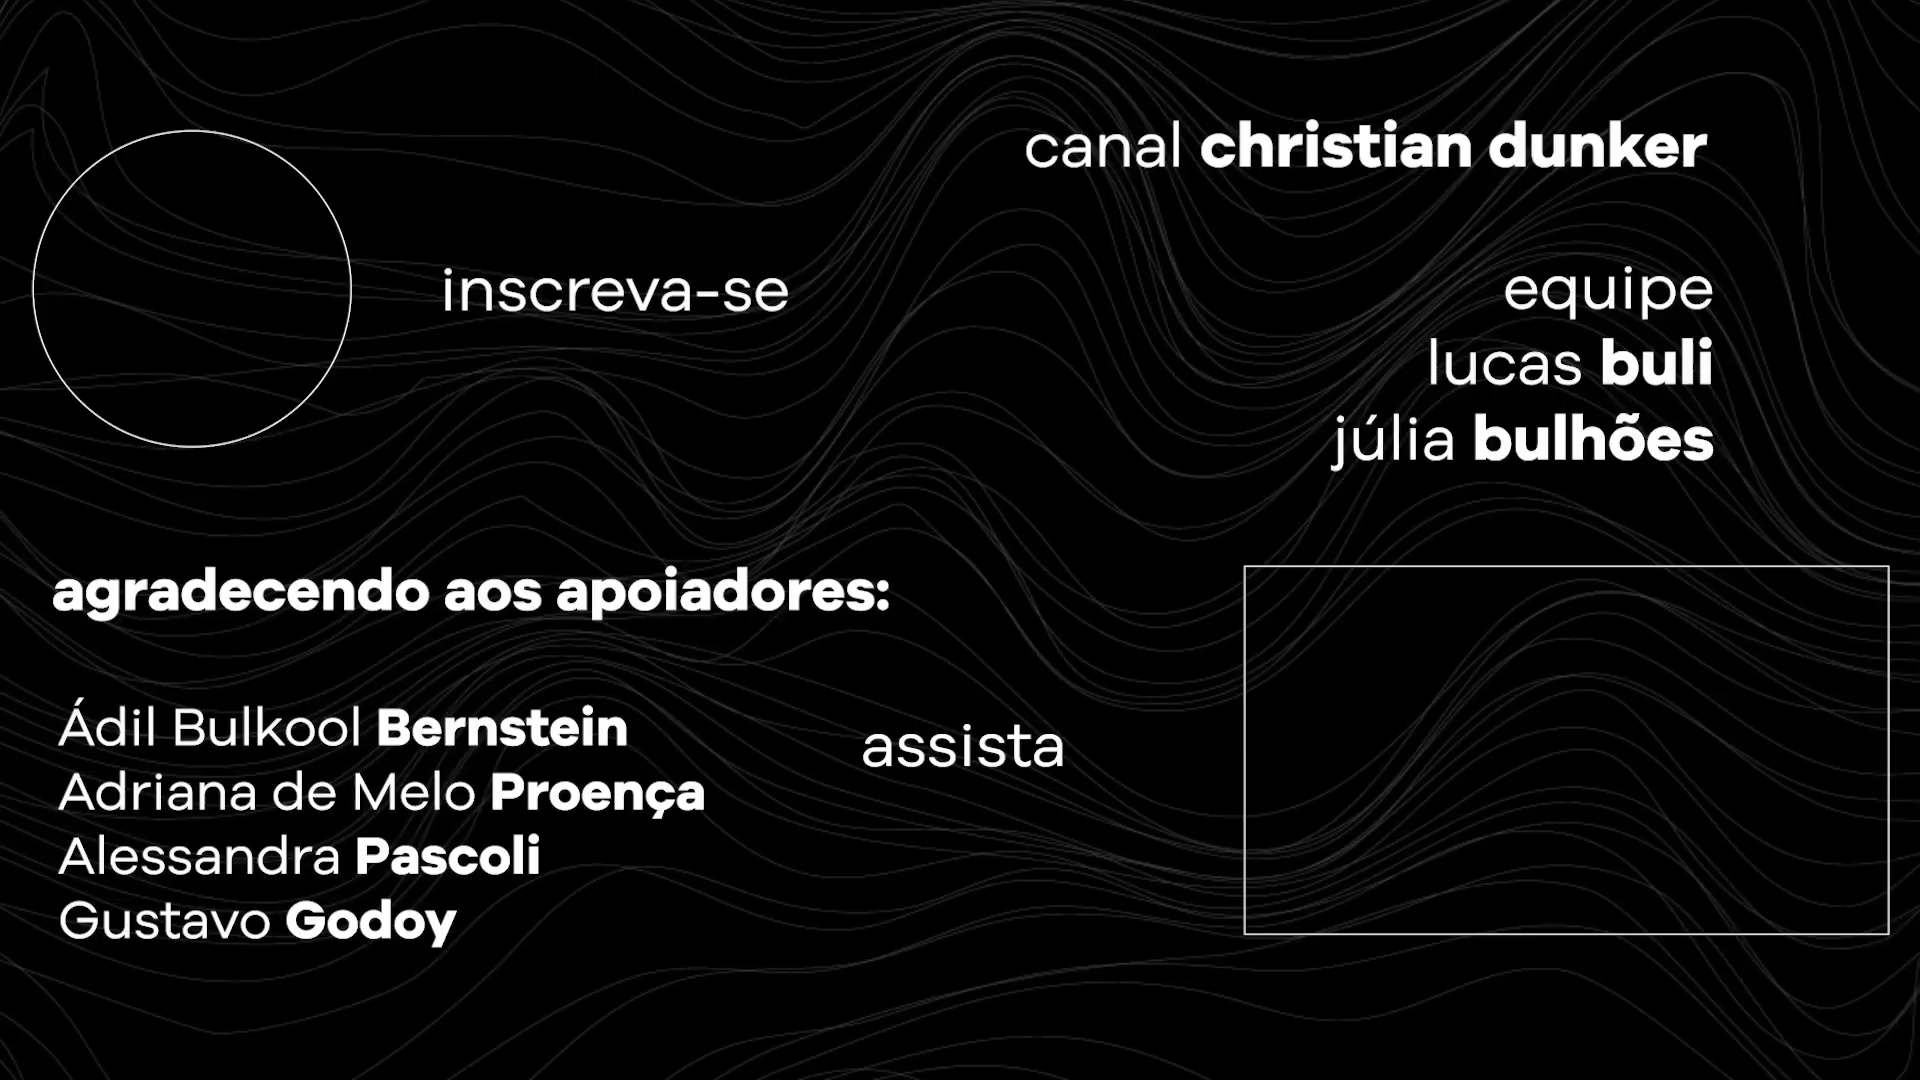 canal christian dunker
inscreva-se
equipe
lucas buli
júlia bulhões
agradecendo aos apoiadores:
Ádil Bulkool Bernstein
Adriana de Melo Proença
Alessandra Pascoli
Gustavo Godoy
assista